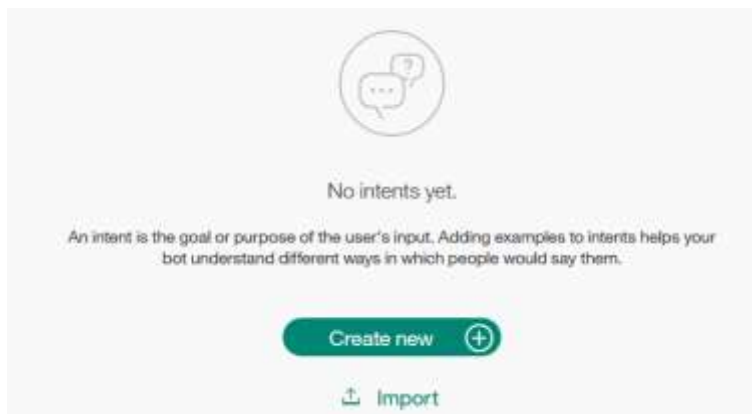 ?
...
No intents yet.
An intent is the goal or purpose of the user's input. Adding examples to intents helps your
bot understand different ways in which people would say them.
Create new
Import